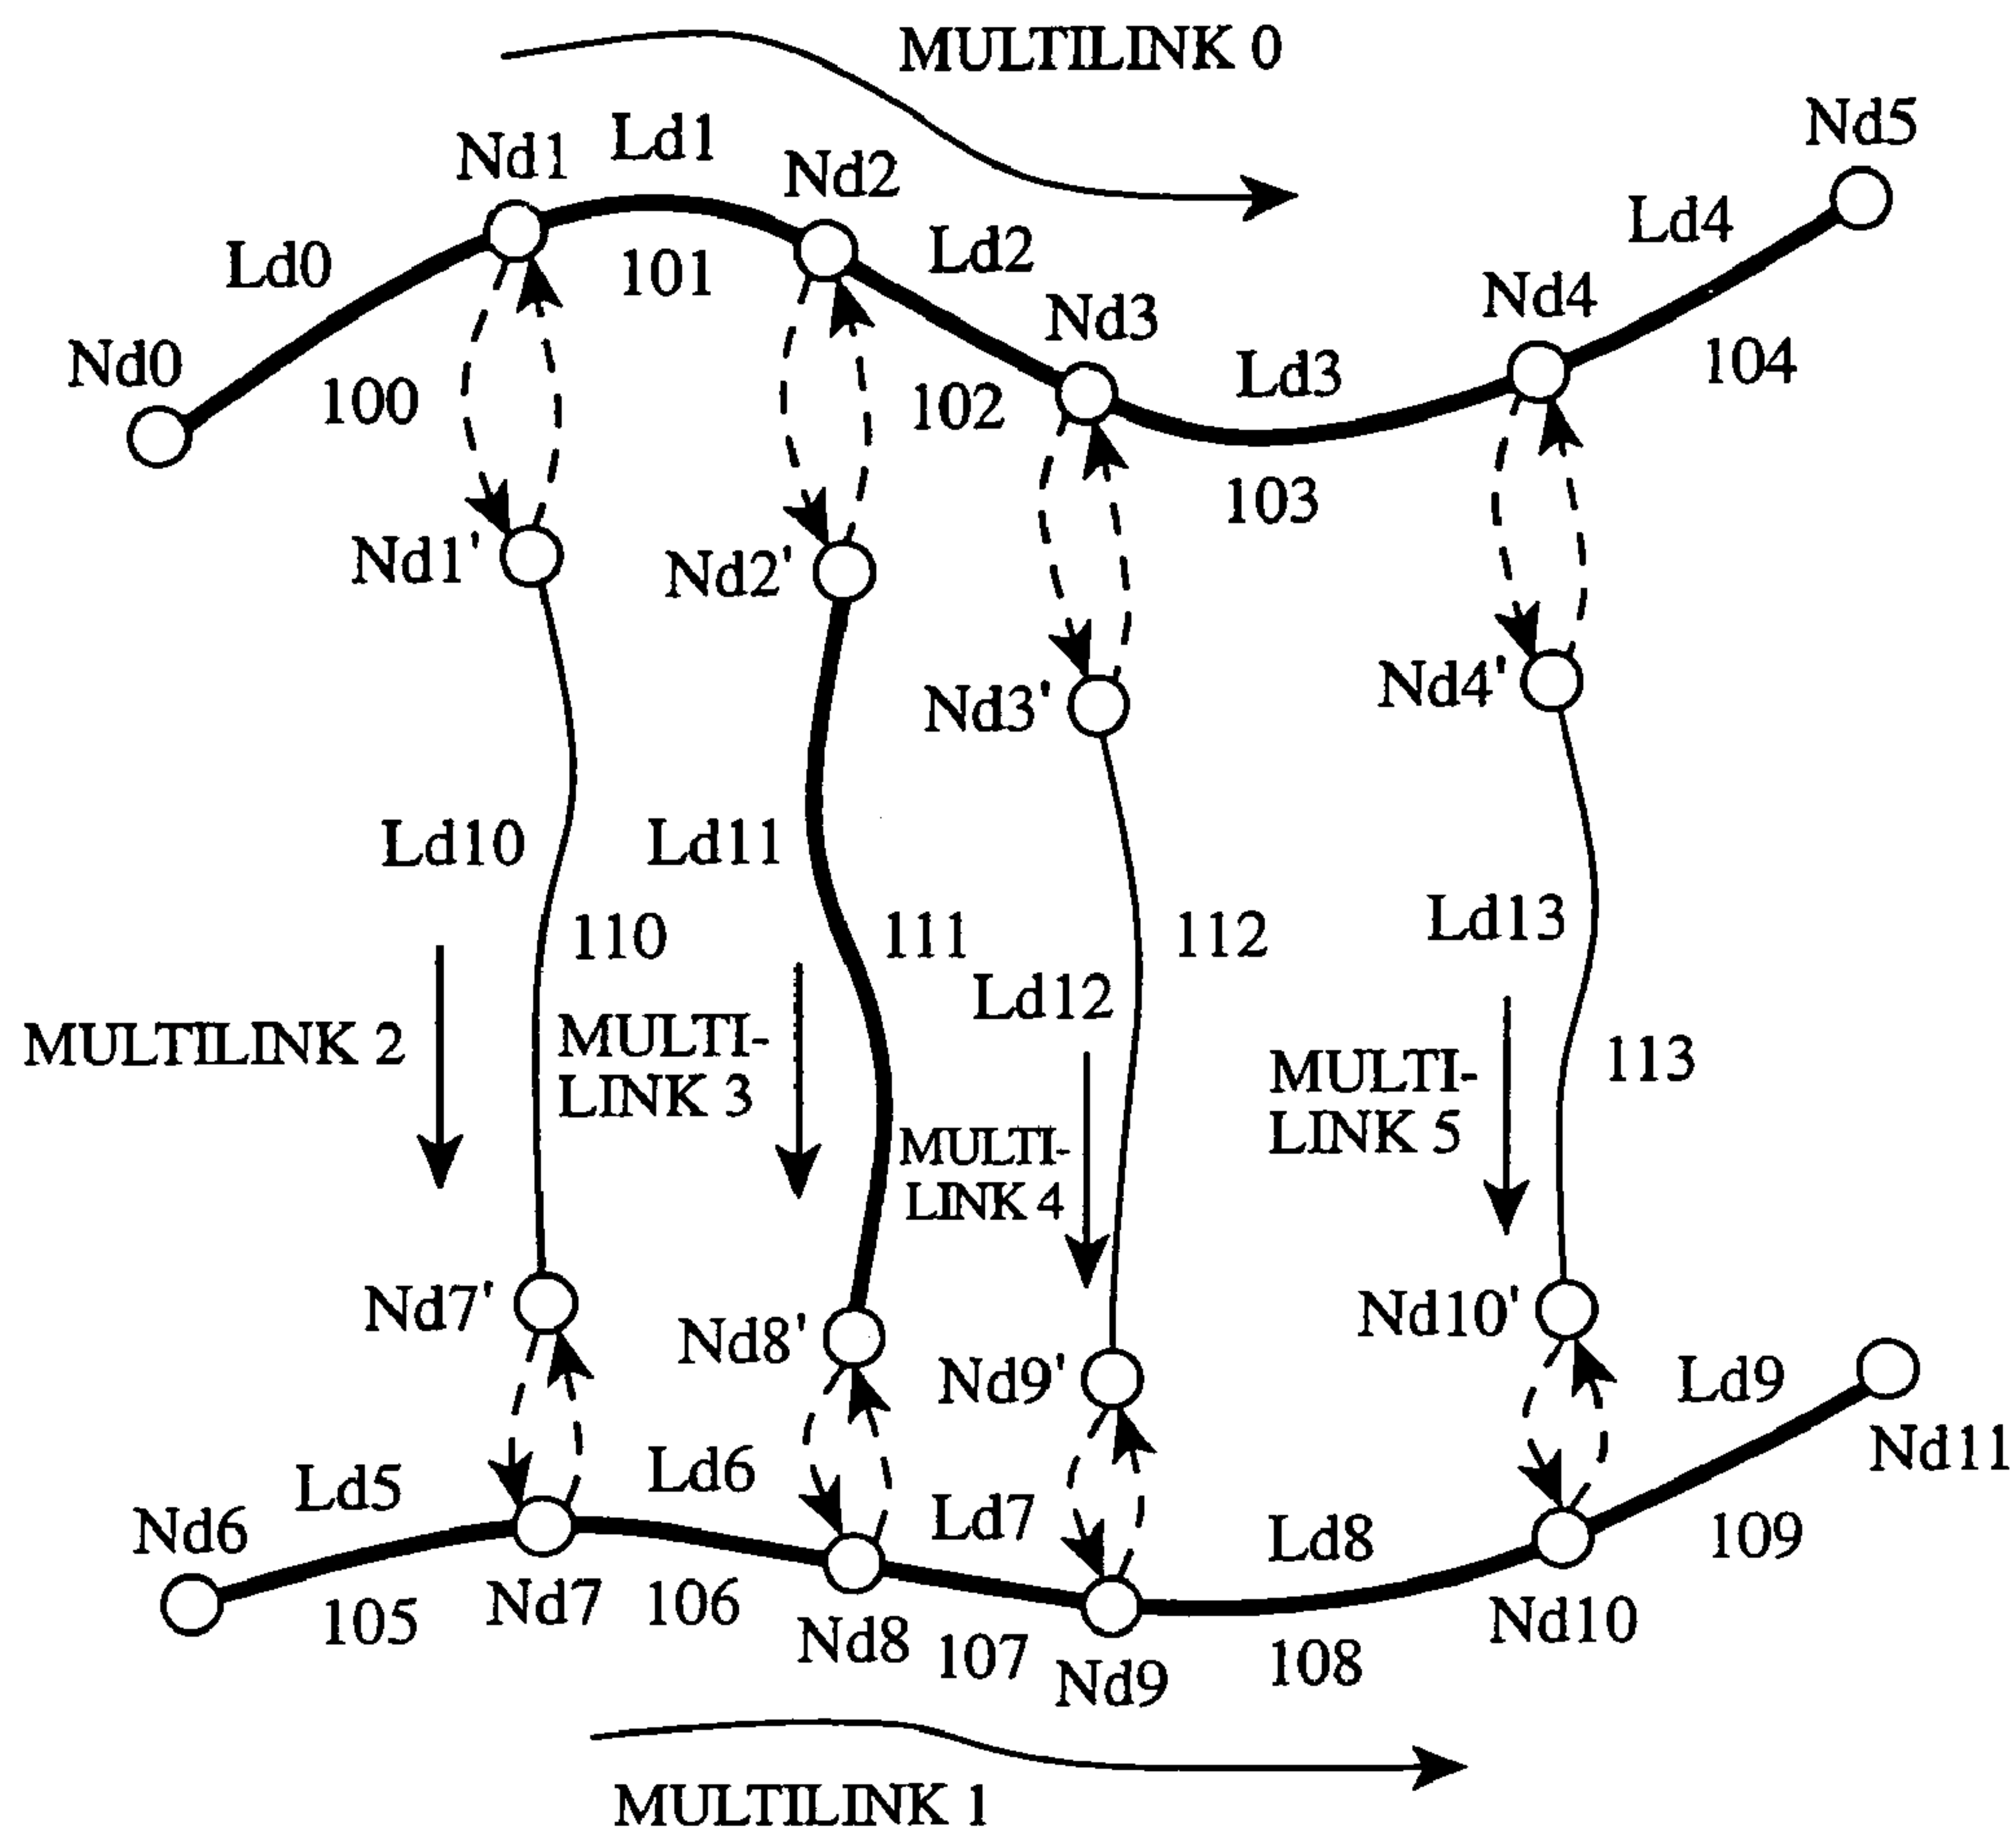 MULTILINK 0
Nd5
Ld1
Nd1
Nd2
Ld4
Ld0
101
Ld2
Nd3
Nd4
Nd0
100
102
Ld3
104
103
Nd1'
Nd2'
Nd3'
Nd4'
Ld10
Ld11
Ld13
110
111
112
Ld12
MULTILINK 2
MULTI-
LINK 3
MULTI-
LINK 4
MULTI-
LINK 5
113
Nd7'
Nd8'
Nd9'
Nd10'
Ld9
Nd11
Ld5
Ld6
Ld7
Ld8
109
Nd6
105
Nd7
106
Nd8
107
Nd9
108
Nd10
MULTILINK 1